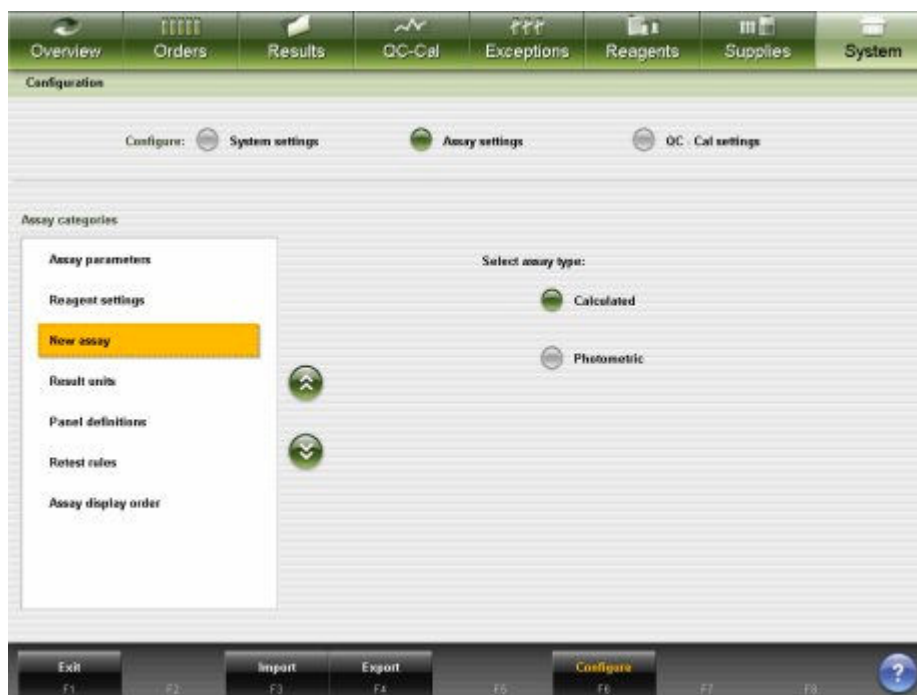 Overview Orders Results QC-Cal Exceptions Reagents Supplies System
Configuration
Configure: System settings Assay settings QC - Cal settings
Assay categories
Assay parameters
Select assay type:
Reagent settings
Calculated
New assay
Photometric
Result units
Panel definitions
Retest rules
Assay display order
Exit Import Export Configure ?
F1 F2 F3 F4 F5 F6 F7 F8